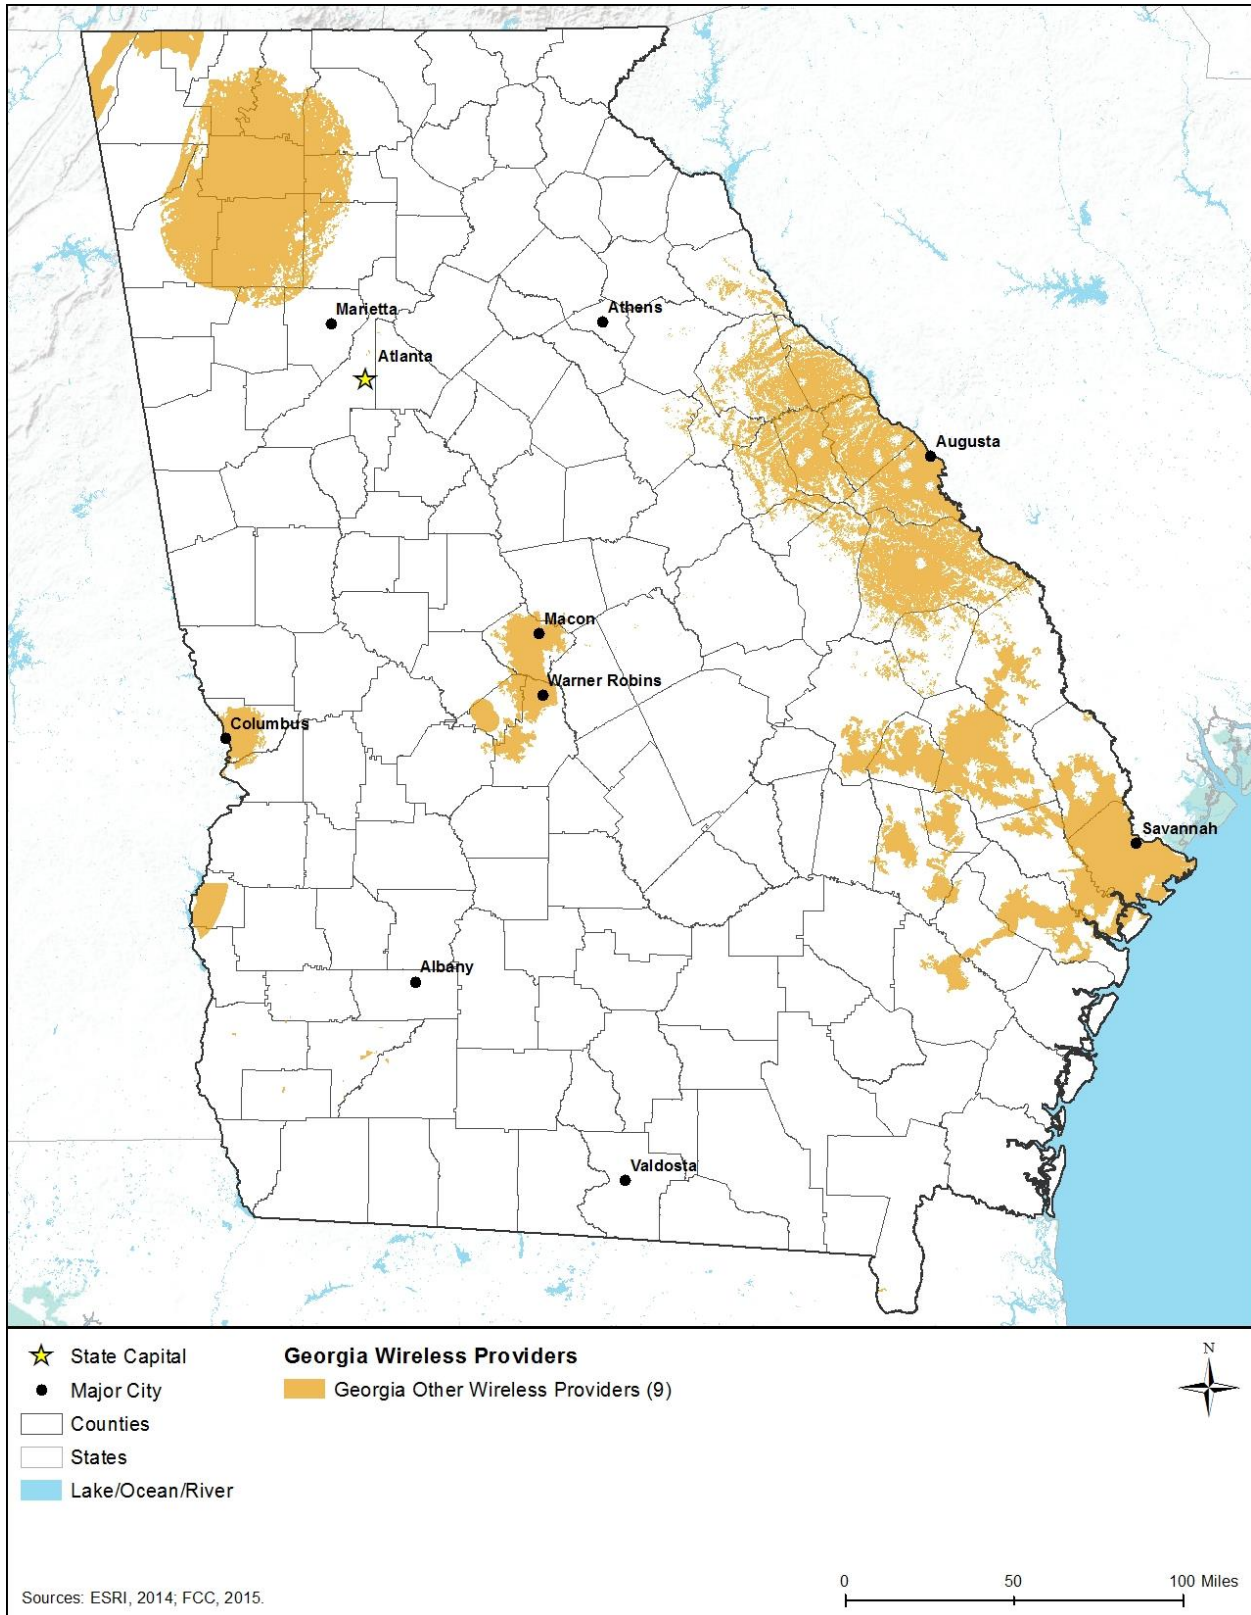 Marietta
Athens
Atlanta
Augusta
Macon
Warner Robins
Columbus
Savannah
Albany
Valdosta
State Capital
Major City
Counties
States
Lake/Ocean/River
Georgia Wireless Providers
Georgia Other Wireless Providers (9)
N
Sources: ESRI, 2014; FCC, 2015.
0 50 100 Miles